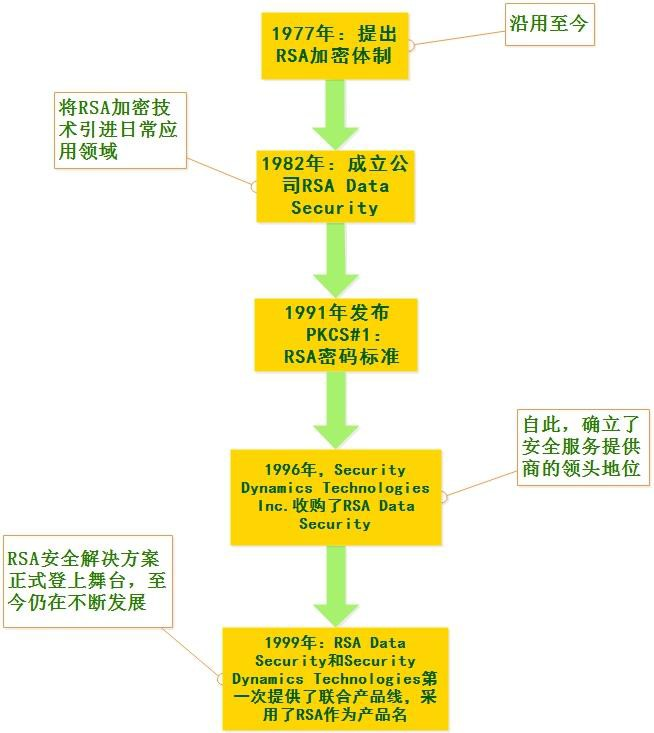 1977年：提出
RSA加密体制
沿用至今
将RSA加密技
术引进日常应
用领域
1982年：成立公
司RSA Data
Security
1991年发布
PKCS#1：
RSA密码标准
自此，确立了
安全服务提供
商的领头地位
1996年，Security
Dynamics Technologies
Inc.收购了RSA Data
Security
RSA安全解决方案
正式登上舞台，至
今仍在不断发展
1999年：RSA Data
Security和Security
Dynamics Technologies第
一次提供了联合产品线，采
用了RSA作为产品名